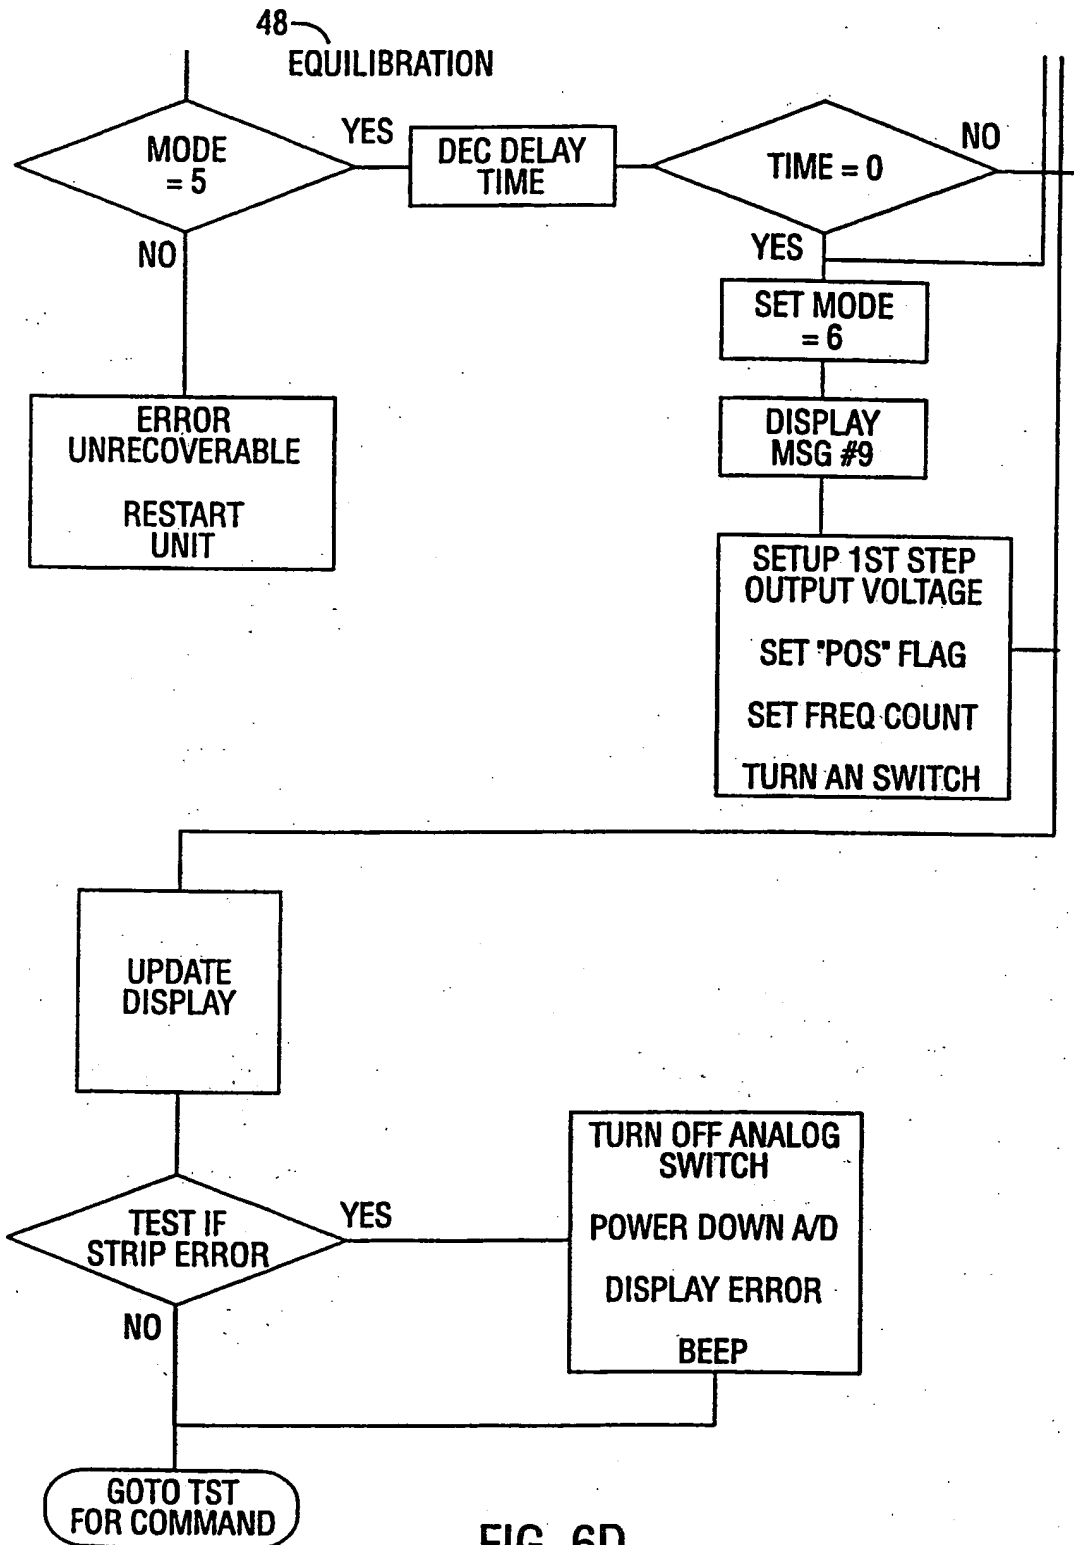 48
EQUILIBRATION
MODE
= 5
YES
NO
DEC DELAY
TIME
TIME = 0
NO
YES
SET MODE
= 6
DISPLAY
MSG #9
SETUP 1ST STEP
OUTPUT VOLTAGE
SET "POS" FLAG
SET FREQ COUNT
TURN AN SWITCH
ERROR
UNRECOVERABLE
RESTART
UNIT
UPDATE
DISPLAY
TEST IF
STRIP ERROR
YES
NO
TURN OFF ANALOG
SWITCH
POWER DOWN A/D
DISPLAY ERROR
BEEP
GOTO TST
FOR COMMAND
FIG. 6D